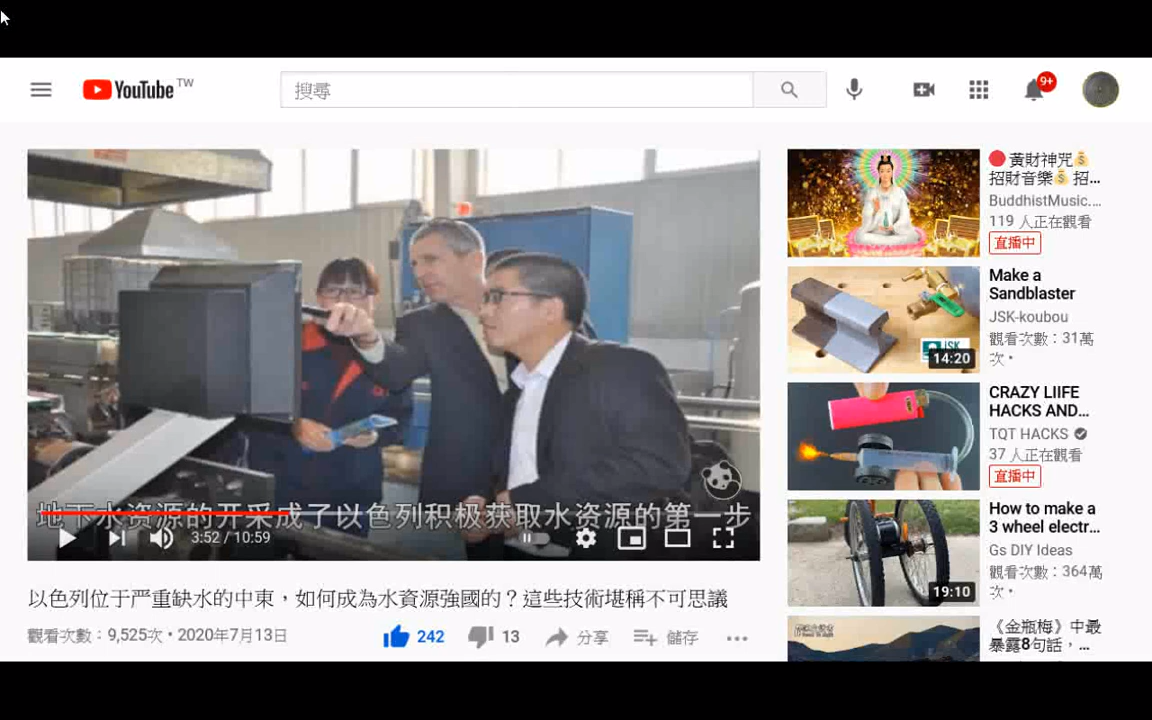 YouTube TW
搜尋
9+
地下水资源的开采成了以色列积极获取水资源的第一步
3:52 / 10:59
以色列位于严重缺水的中東，如何成為水資源強國的？這些技術堪稱不可思議
觀看次數：9,525次 • 2020年7月13日
242
13
分享
儲存
黃財神咒
招財音樂 招...
BuddhistMusic....
119 人正在觀看
直播中
JSK
14:20
Make a
Sandblaster
JSK-koubou
觀看次數：31萬
次 •
CRAZY LIIFE
HACKS AND...
TQT HACKS
37 人正在觀看
直播中
19:10
How to make a
3 wheel electr...
Gs DIY Ideas
觀看次數：364萬
次 •
《金瓶梅》中最
暴露8句話，...